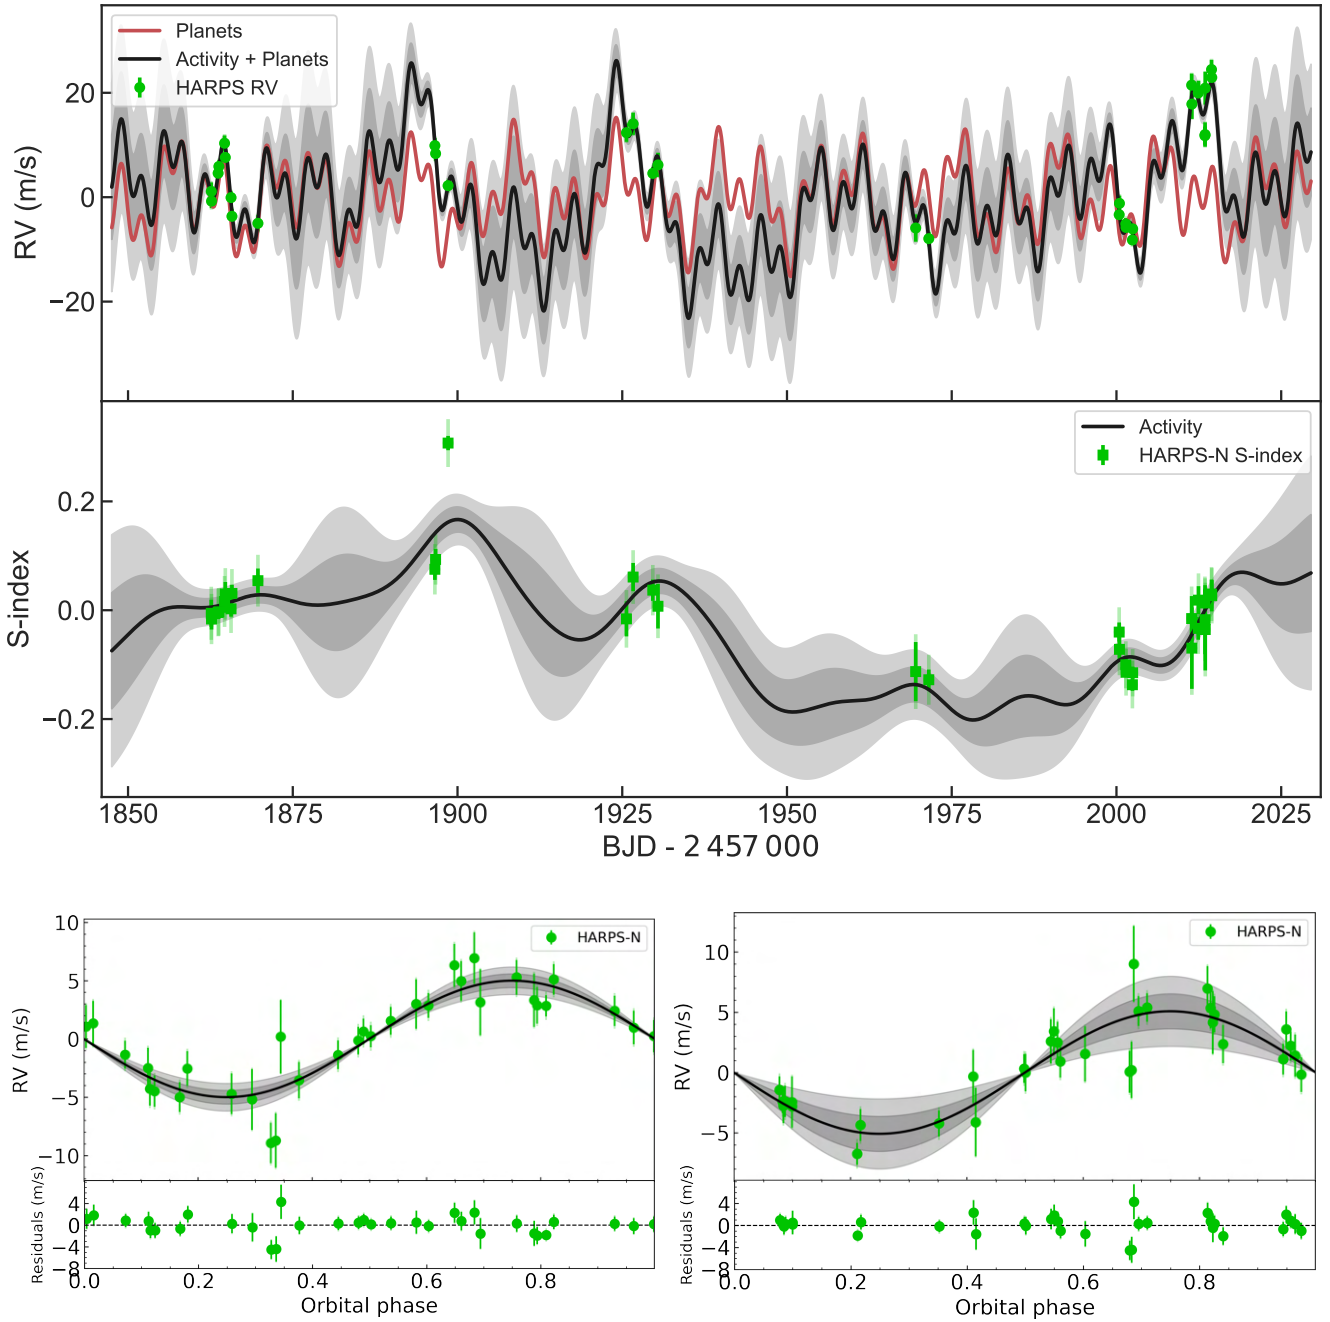 Planets
Activity + Planets
HARPS RV
20
0
−20
RV (m/s)
Activity
HARPS-N S-index
0.2
0.0
−0.2
S-index
1850 1875 1900 1925 1950 1975 2000 2025
BJD - 2 457 000
HARPS-N
10
5
0
−5
−10
RV (m/s)
4
0
−4
−8
Residuals (m/s)
0.0 0.2 0.4 0.6 0.8
Orbital phase
HARPS-N
10
5
0
−5
RV (m/s)
4
0
−4
−8
Residuals (m/s)
0.0 0.2 0.4 0.6 0.8
Orbital phase